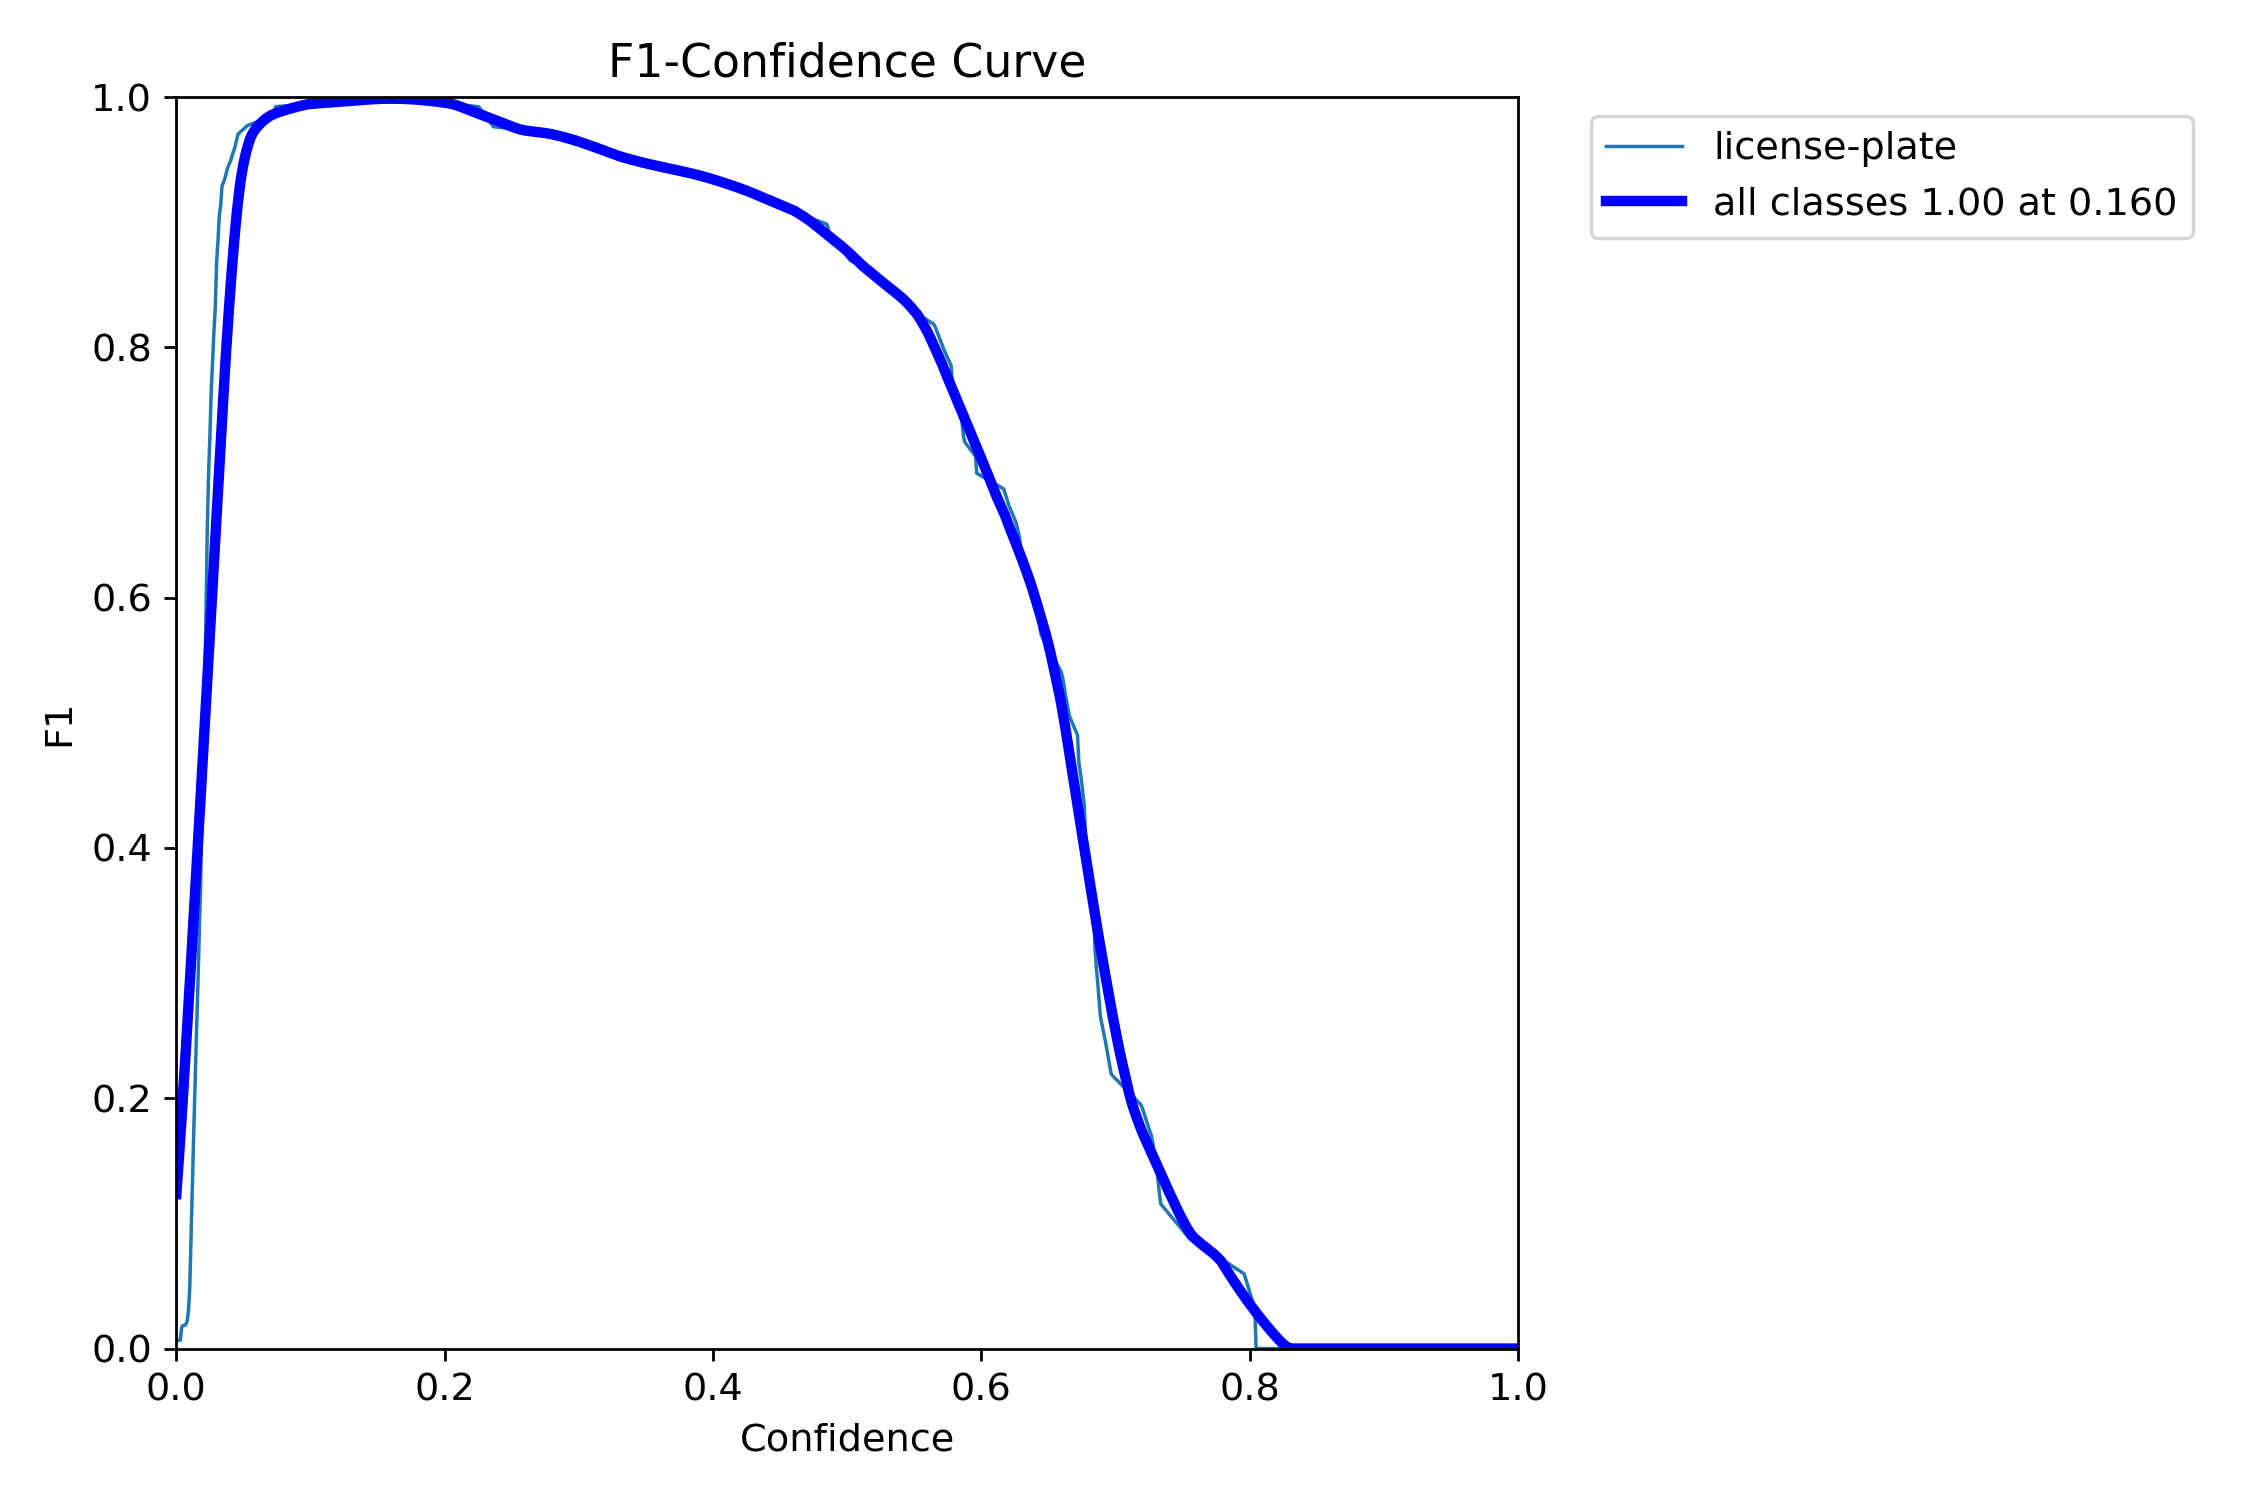 F1-Confidence Curve
1.0
0.8
0.6
0.4
0.2
0.0
F1
0.0 0.2 0.4 0.6 0.8 1.0
Confidence
license-plate
all classes 1.00 at 0.160